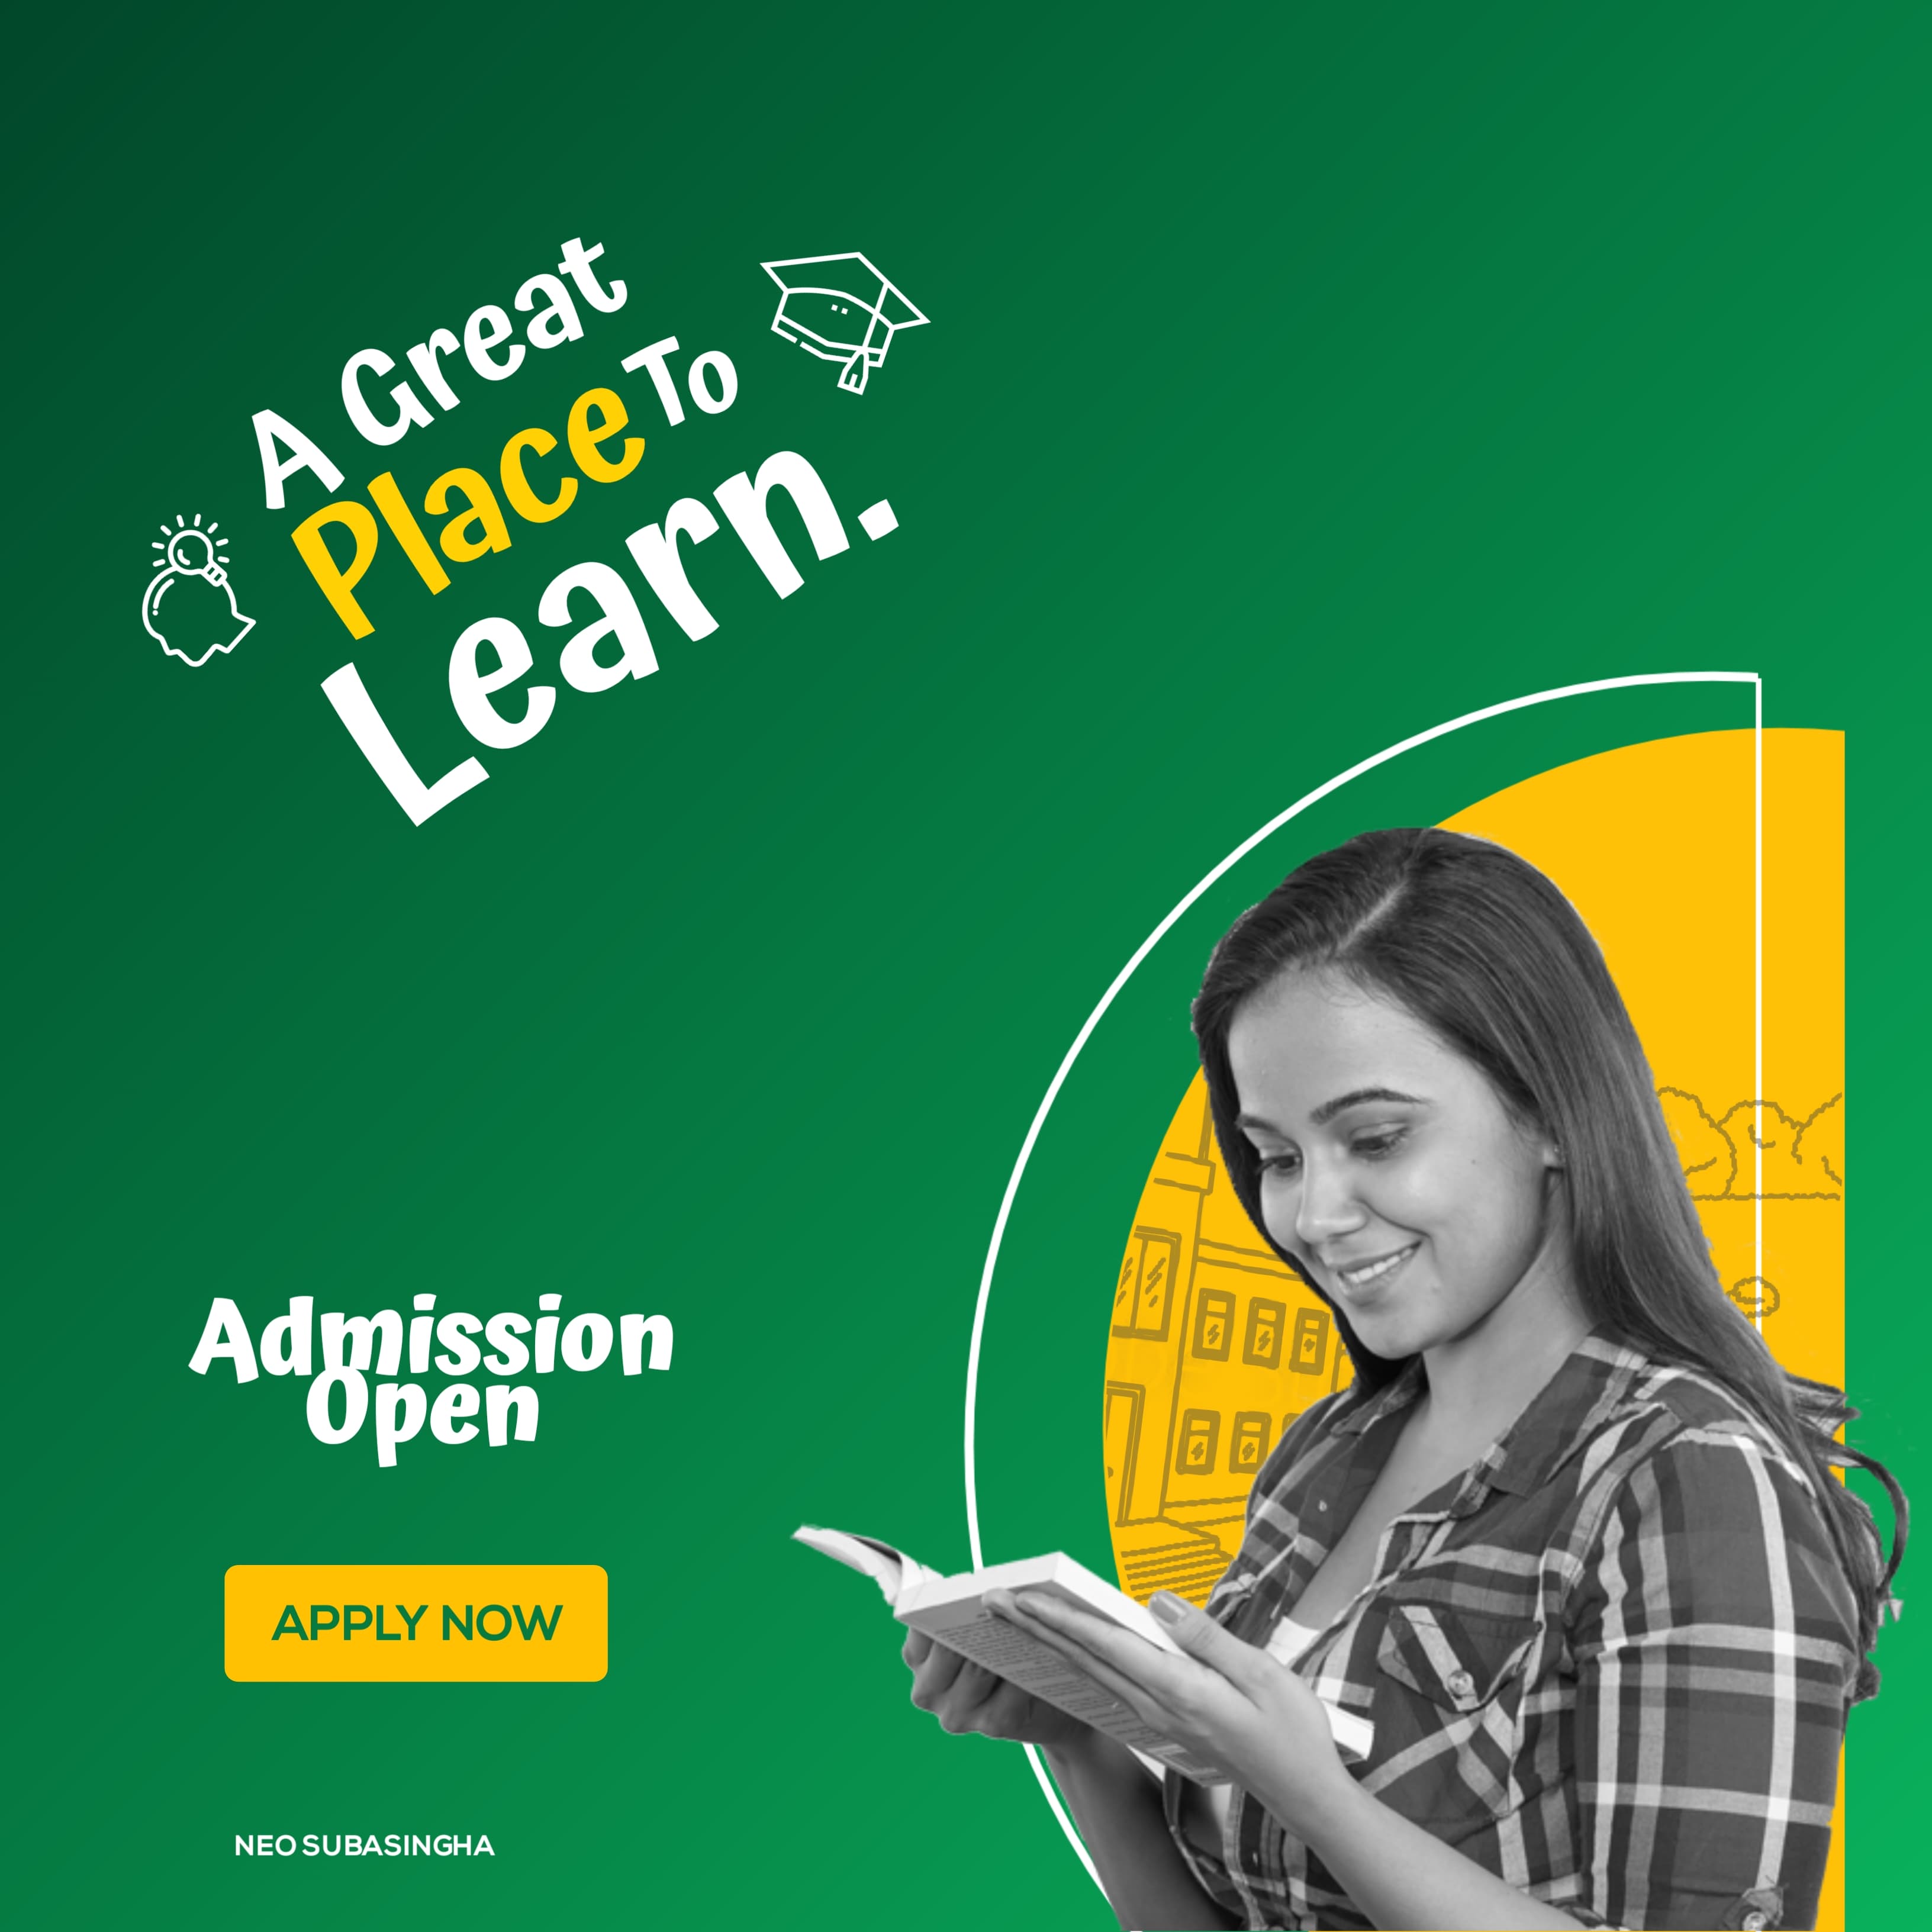 A Great
Place To
Learn.
Admission
Open
APPLY NOW
NEO SUBASINGHA